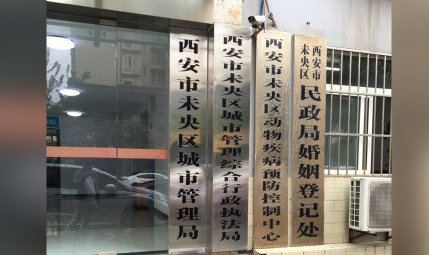 西安市未央区城市管理局
西安市未央区城市管理综合行政执法局
西安市未央区动物疾病预防控制中心
西安市
未央区
民政局婚姻登记处